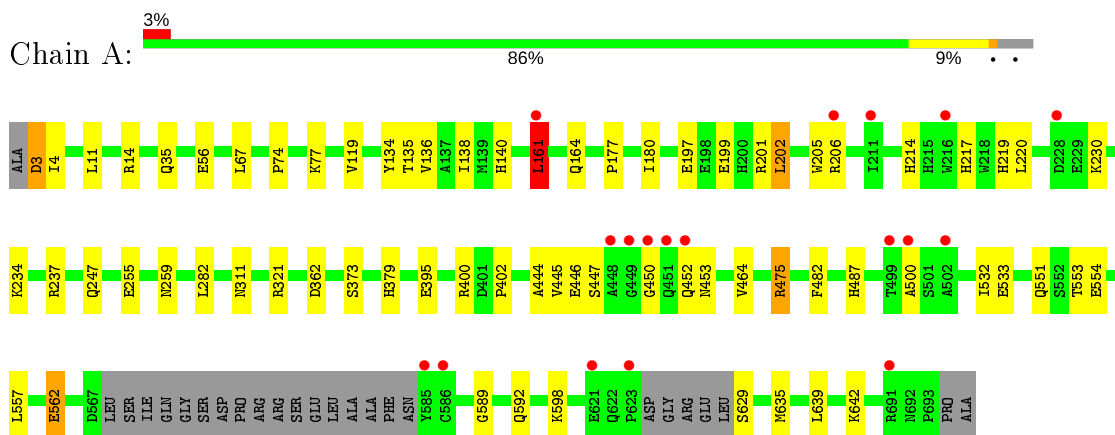 3%
Chain A:
86% 9% • •
ALA D3 I4 L11 R14 Q35 E56 L67 P74 K77 V119 Y134 T135 V136 A137 I138 M139 H140 L161 Q164 P177 I180 E197 E198 E199 H200 R201 L202 W205 R206 I211 H214 H215 W216 H217 W218 H219 L220 D228 E229 K230
K234 R237 Q247 E255 N259 L282 N311 R321 D362 S373 H379 E395 R400 D401 P402 A444 V445 E446 S447 A448 G449 G450 Q451 Q452 N453 V464 R475 F482 H487 T499 A500 S501 A502 I532 E533 Q551 S552 T553 E554
L557 E562 D567 LEU SER ILE GLN GLY SER ASP PRO ARG ARG SER GLU LEU ALA ALA PHE ASN Y585 C586 G589 Q592 K598 E621 Q622 P623 ASP GLY ARG GLU LEU S629 M635 L639 K642 R691 N692 P693 PRO ALA